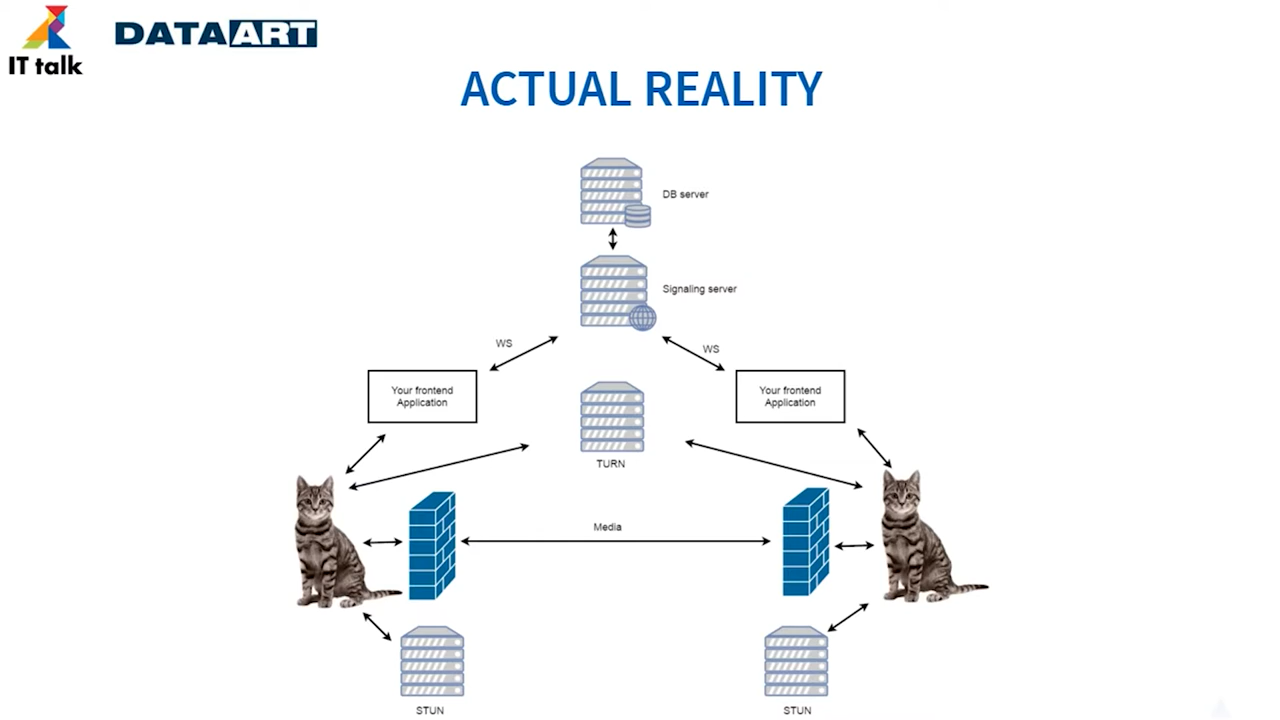 IT talk
DATAART
ACTUAL REALITY
DB server
Signaling server
WS
WS
Your frontend
Application
Your frontend
Application
TURN
Media
STUN
STUN